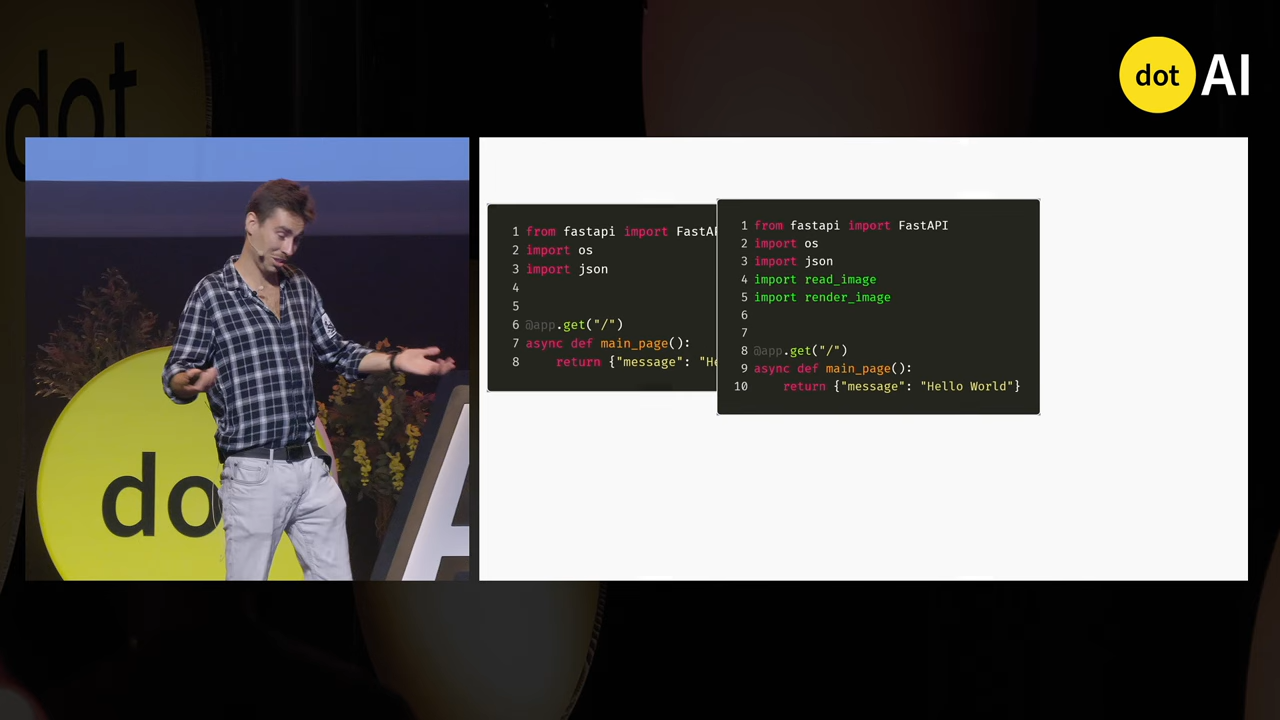 dot
dot AI
do
A
1 from fastapi import FastAP
2 import os
3 import json
4
5
6 @app.get("/")
7 async def main_page():
8 return {"message": "He
1 from fastapi import FastAPI
2 import os
3 import json
4 import read_image
5 import render_image
6
7
8 @app.get("/")
9 async def main_page():
10 return {"message": "Hello World"}